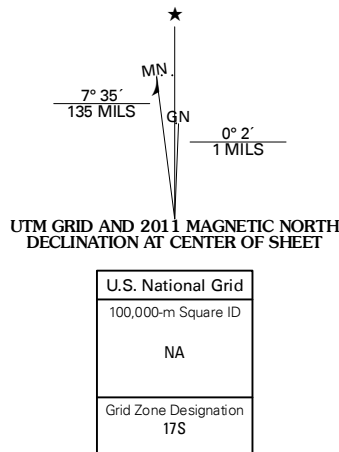 ★
MN
7° 35´
135 MILS
GN
0° 2´
1 MILS
UTM GRID AND 2011 MAGNETIC NORTH
DECLINATION AT CENTER OF SHEET
U.S. National Grid
100,000-m Square ID
NA
Grid Zone Designation
17S